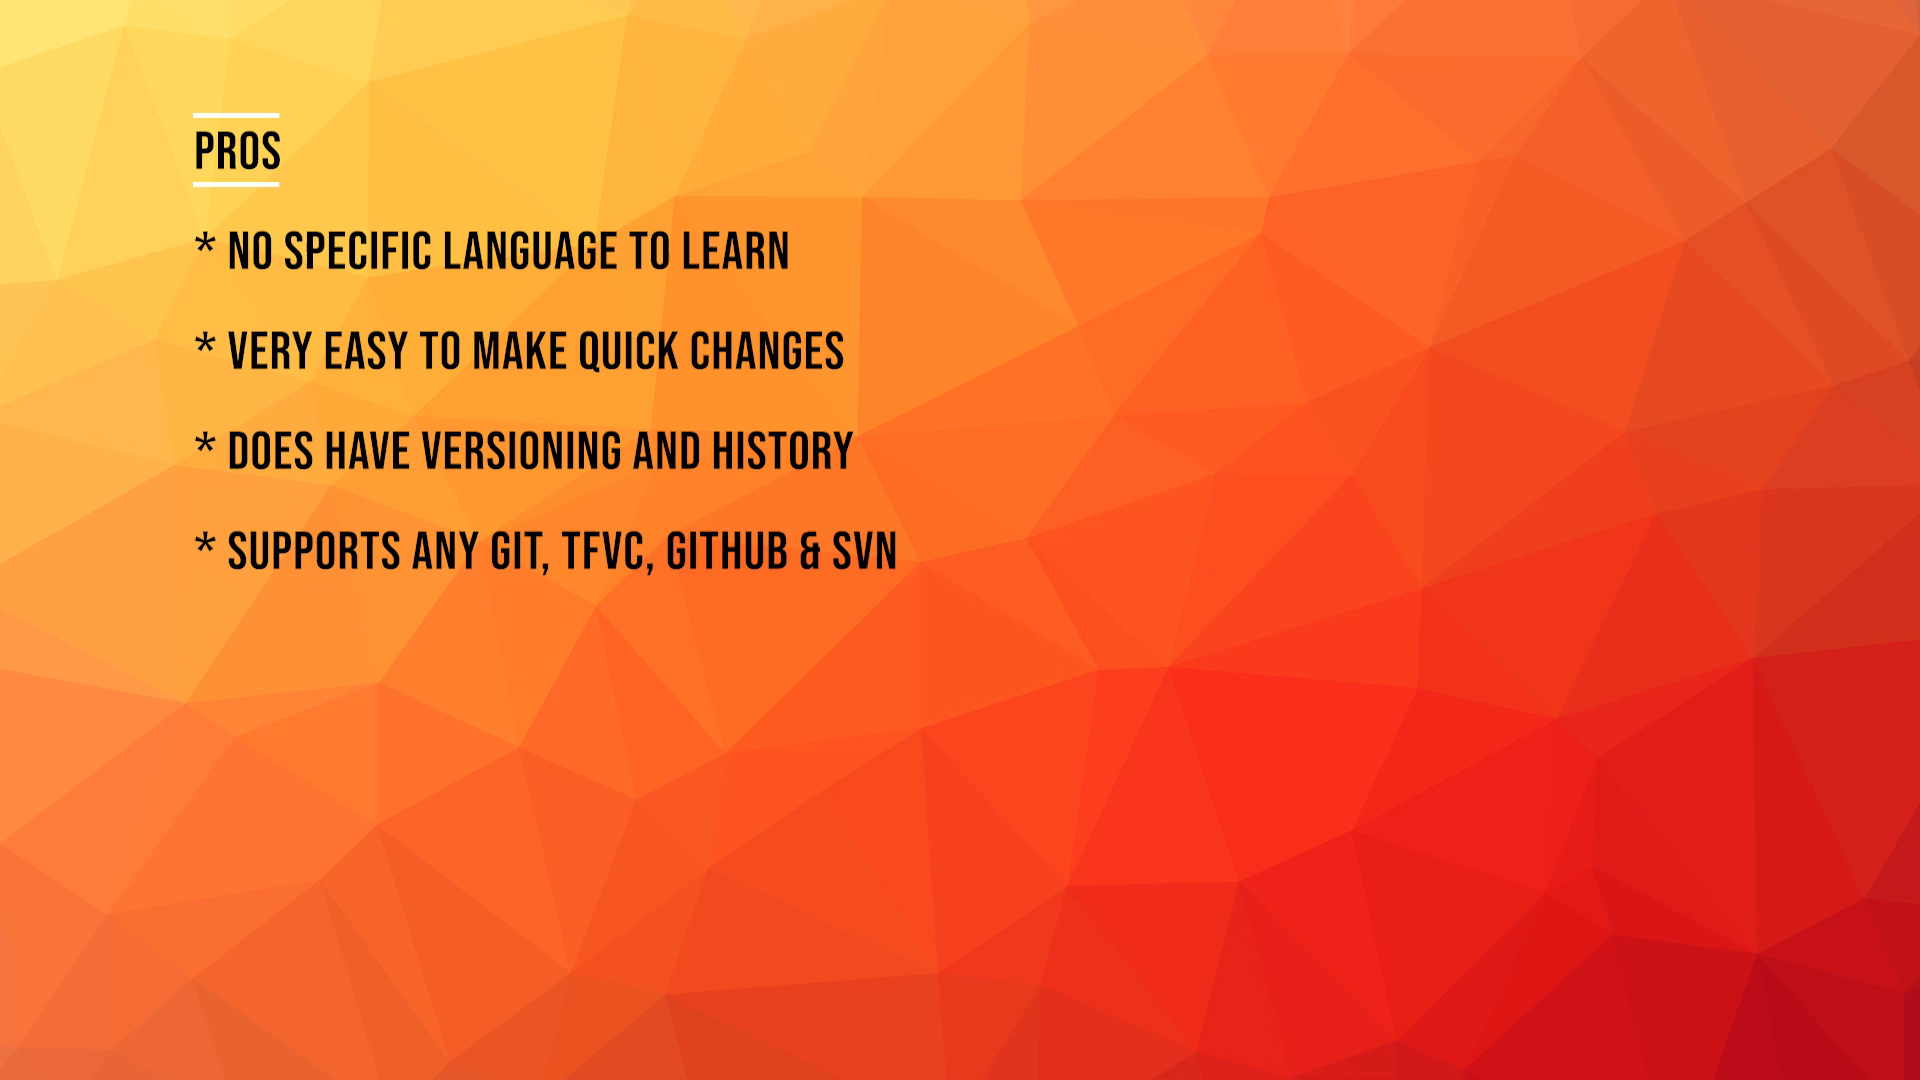 PROS
* NO SPECIFIC LANGUAGE TO LEARN
* VERY EASY TO MAKE QUICK CHANGES
* DOES HAVE VERSIONING AND HISTORY
* SUPPORTS ANY GIT, TFVC, GITHUB & SVN